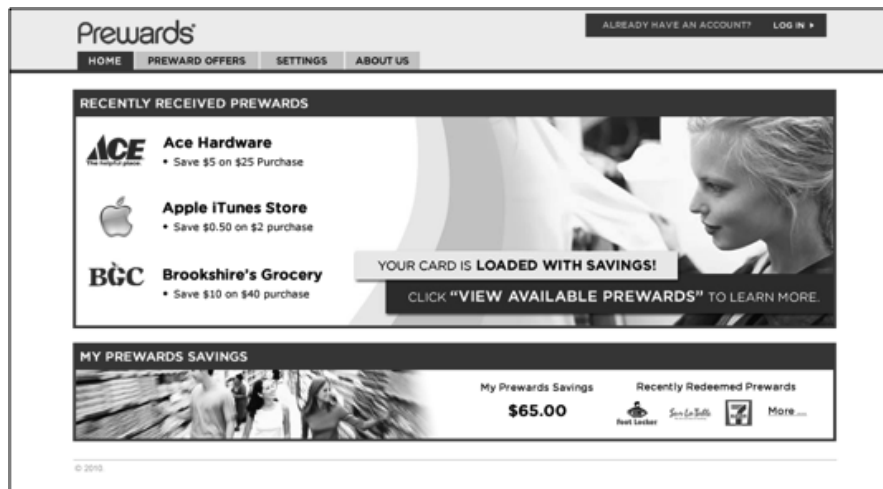 Prewards
ALREADY HAVE AN ACCOUNT? LOG IN
HOME PREWARD OFFERS SETTINGS ABOUT US
RECENTLY RECEIVED PREWARDS
ACE
The helpful place.
Ace Hardware
• Save $5 on $25 Purchase
Apple iTunes Store
• Save $0.50 on $2 purchase
BGC
Brookshire's Grocery
• Save $10 on $40 purchase
YOUR CARD IS LOADED WITH SAVINGS!
CLICK "VIEW AVAILABLE PREWARDS" TO LEARN MORE.
MY PREWARDS SAVINGS
My Prewards Savings
$65.00
Recently Redeemed Prewards
Foot Locker
7
More....
© 2010.